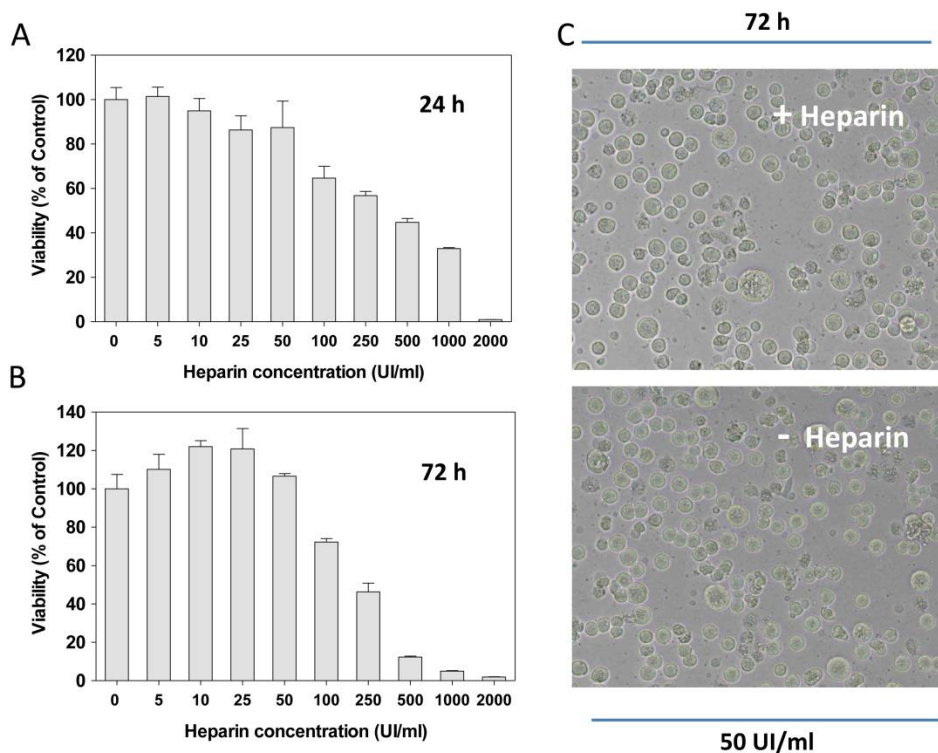 A
120
100
80
60
40
20
0
Viability (% of Control)
24 h
0 5 10 25 50 100 250 500 1000 2000
Heparin concentration (UI/ml)
B
140
120
100
80
60
40
20
0
Viability (% of Control)
72 h
0 5 10 25 50 100 250 500 1000 2000
Heparin concentration (UI/ml)
C
72 h
+ Heparin
- Heparin
50 UI/ml